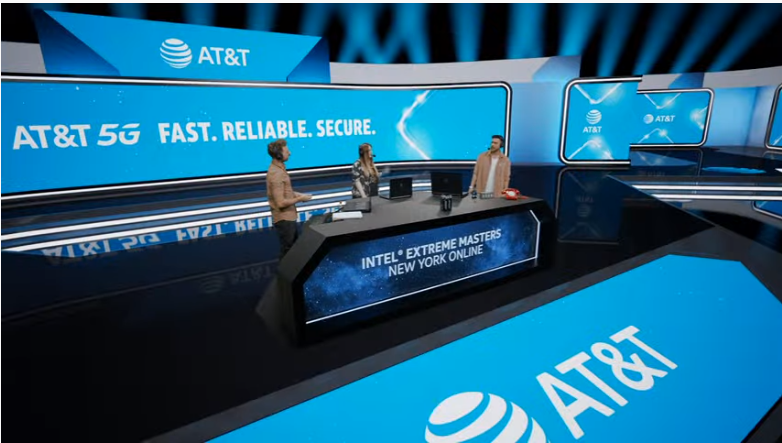 AT&T
AT&T 5G FAST. RELIABLE. SECURE.
AT&T
AT&T
INTEL® EXTREME MASTERS
NEW YORK ONLINE
AT&T